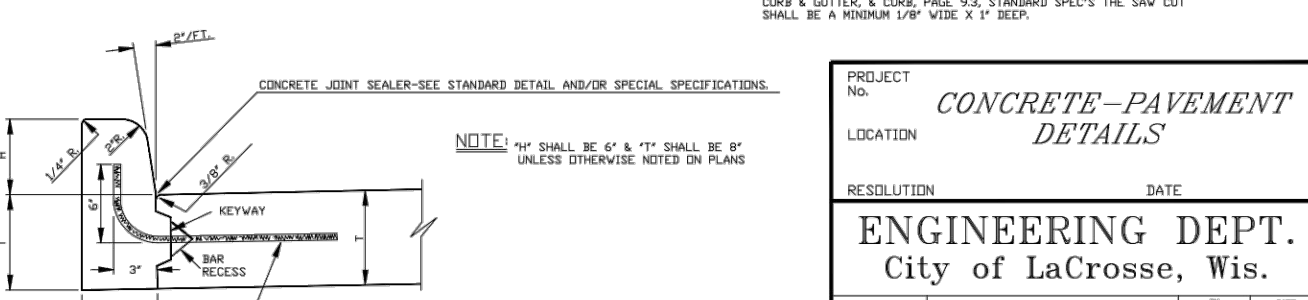 CURB & GUTTER, & CURB, PAGE 9.3, STANDARD SPEC'S THE SAW CUT
SHALL BE A MINIMUM 1/8" WIDE X 1" DEEP.
2"/FT.
CONCRETE JOINT SEALER-SEE STANDARD DETAIL AND/OR SPECIAL SPECIFICATIONS.
NOTE: "H" SHALL BE 6" & "T" SHALL BE 8"
UNLESS OTHERWISE NOTED ON PLANS
H
1/4" R.
2"R.
3/8" R.
6"
KEYWAY
T
BAR
RECESS
3"
PROJECT
No.
CONCRETE-PAVEMENT
LOCATION
DETAILS
RESOLUTION DATE
ENGINEERING DEPT.
City of LaCrosse, Wis.